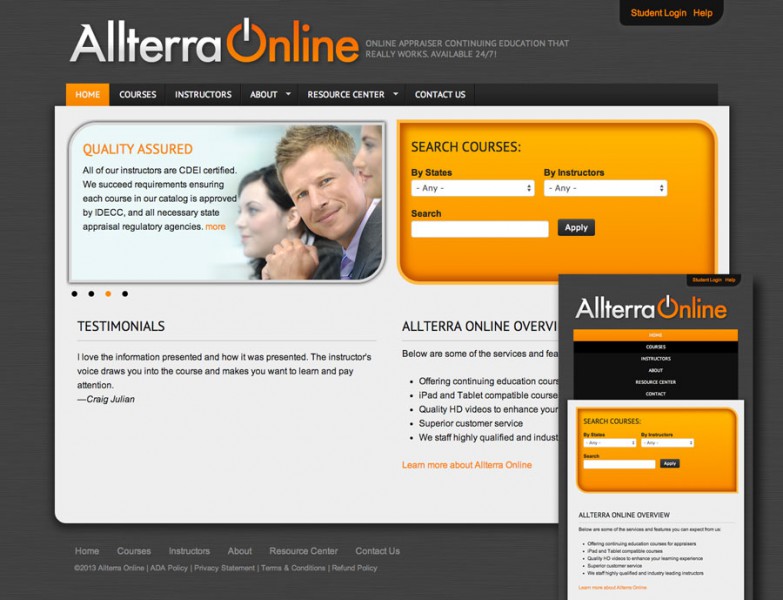 Student Login Help
Allterra Online
ONLINE APPRAISER CONTINUING EDUCATION THAT
REALLY WORKS. AVAILABLE 24/7!
HOME COURSES INSTRUCTORS ABOUT RESOURCE CENTER CONTACT US
QUALITY ASSURED
All of our instructors are CDEI certified.
We succeed requirements ensuring
each course in our catalog is approved
by IDECC, and all necessary state
appraisal regulatory agencies. more
SEARCH COURSES:
By States By Instructors
- Any - - Any -
Search
Apply
TESTIMONIALS
I love the information presented and how it was presented. The instructor's
voice draws you into the course and makes you want to learn and pay
attention.
—Craig Julian
ALLTERRA ONLINE OVERVI
Below are some of the services and fea
• Offering continuing education cours
• iPad and Tablet compatible course
• Quality HD videos to enhance your
• Superior customer service
• We staff highly qualified and indust
Learn more about Allterra Online
Home Courses Instructors About Resource Center Contact Us
©2013 Allterra Online | ADA Policy | Privacy Statement | Terms & Conditions | Refund Policy
Student Login Help
Allterra Online
HOME
COURSES
INSTRUCTORS
ABOUT
RESOURCE CENTER
CONTACT
SEARCH COURSES:
By States By Instructors
- Any - - Any -
Search
Apply
ALLTERRA ONLINE OVERVIEW
Below are some of the services and features you can expect from us:
• Offering continuing education courses for appraisers
• iPad and Tablet compatible courses
• Quality HD videos to enhance your learning experience
• Superior customer service
• We staff highly qualified and industry leading instructors
Learn more about Allterra Online